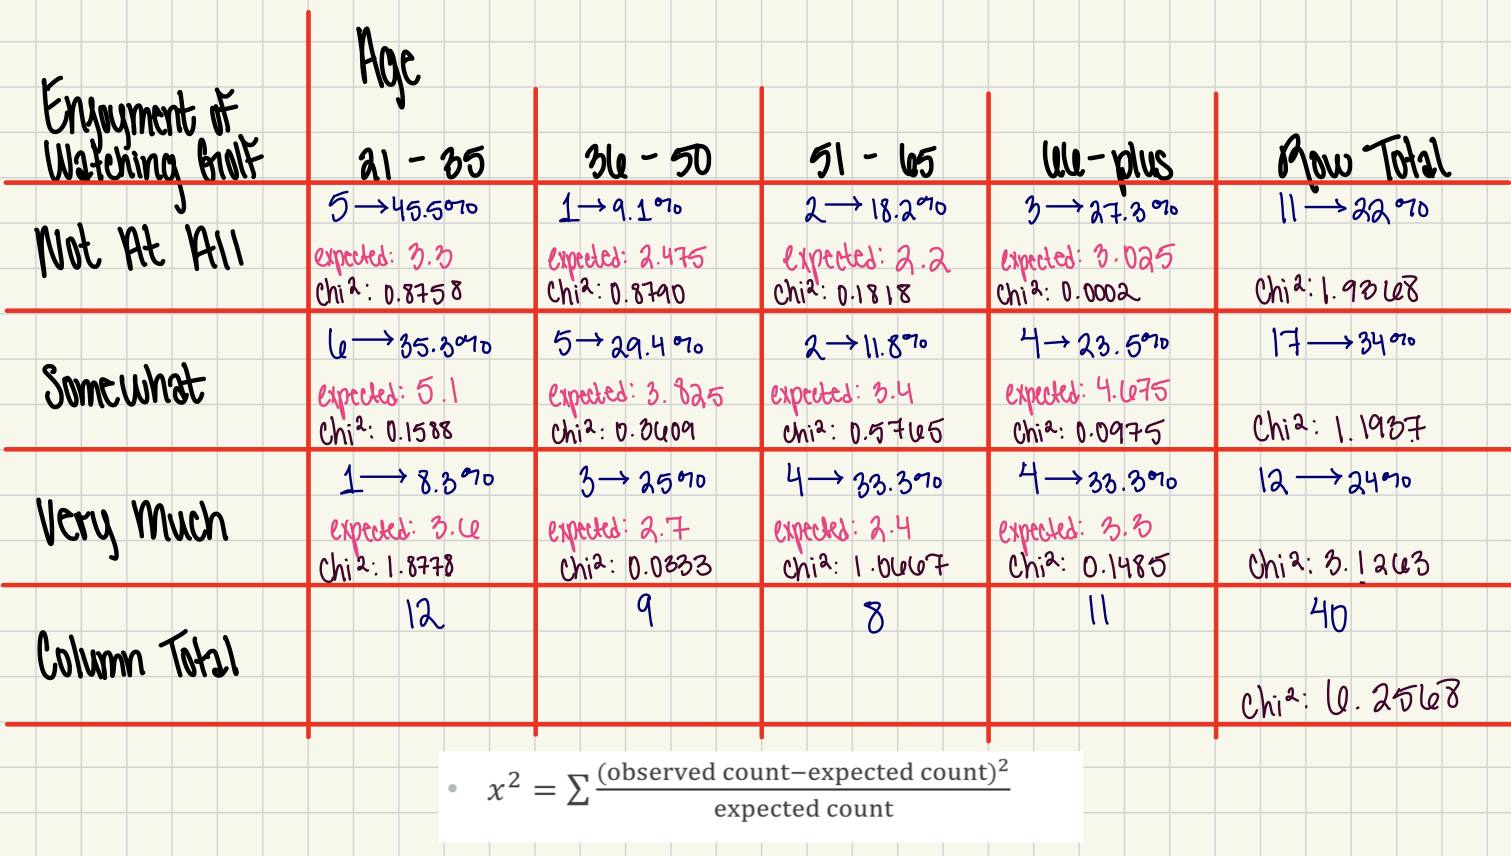 Age
Enjoyment of
Watching Golf
21 - 35
36 - 50
51 - 65
66-plus
Row Total
Not At All
5 → 45.5%
expected: 3.3
Chi²: 0.8758
1 → 9.1%
expected: 2.475
Chi²: 0.8790
2 → 18.2%
expected: 2.2
Chi²: 0.1818
3 → 27.3%
expected: 3.025
Chi²: 0.0002
11 → 22%
Chi²: 1.9368
Somewhat
6 → 35.3%
expected: 5.1
Chi²: 0.1588
5 → 29.4%
expected: 3.825
Chi²: 0.3609
2 → 11.8%
expected: 3.4
Chi²: 0.5765
4 → 23.5%
expected: 4.675
Chi²: 0.0975
17 → 34%
Chi²: 1.1937
Very Much
1 → 8.3%
expected: 3.6
Chi²: 1.8778
3 → 25%
expected: 2.7
Chi²: 0.0333
4 → 33.3%
expected: 2.4
Chi²: 1.0667
4 → 33.3%
expected: 3.3
Chi²: 0.1485
12 → 24%
Chi²: 3.1263
Column Total
12
9
8
11
40
Chi²: 6.2568
• x² = ∑ (observed count−expected count)² / expected count